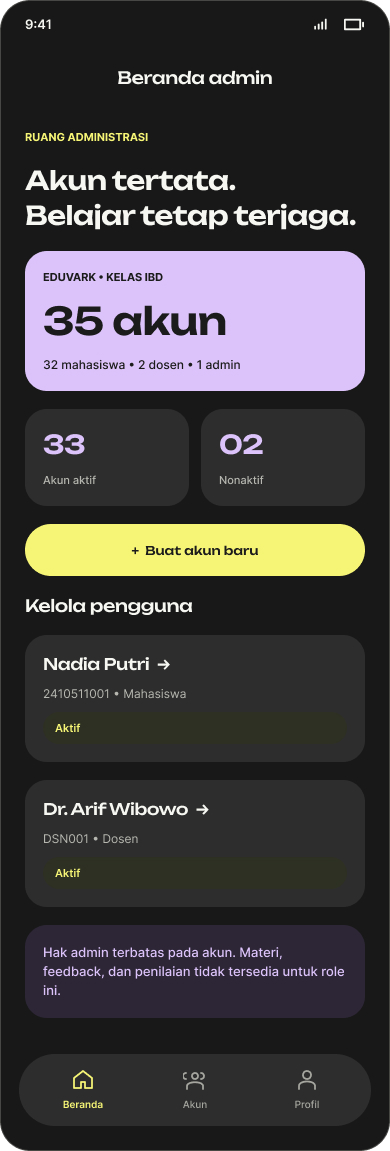 9:41
Beranda admin
RUANG ADMINISTRASI
Akun tertata.
Belajar tetap terjaga.
EDUVARK • KELAS IBD
35 akun
32 mahasiswa • 2 dosen • 1 admin
33
Akun aktif
02
Nonaktif
+ Buat akun baru
Kelola pengguna
Nadia Putri →
2410511001 • Mahasiswa
Aktif
Dr. Arif Wibowo →
DSN001 • Dosen
Aktif
Hak admin terbatas pada akun. Materi,
feedback, dan penilaian tidak tersedia untuk role
ini.
Beranda
Akun
Profil